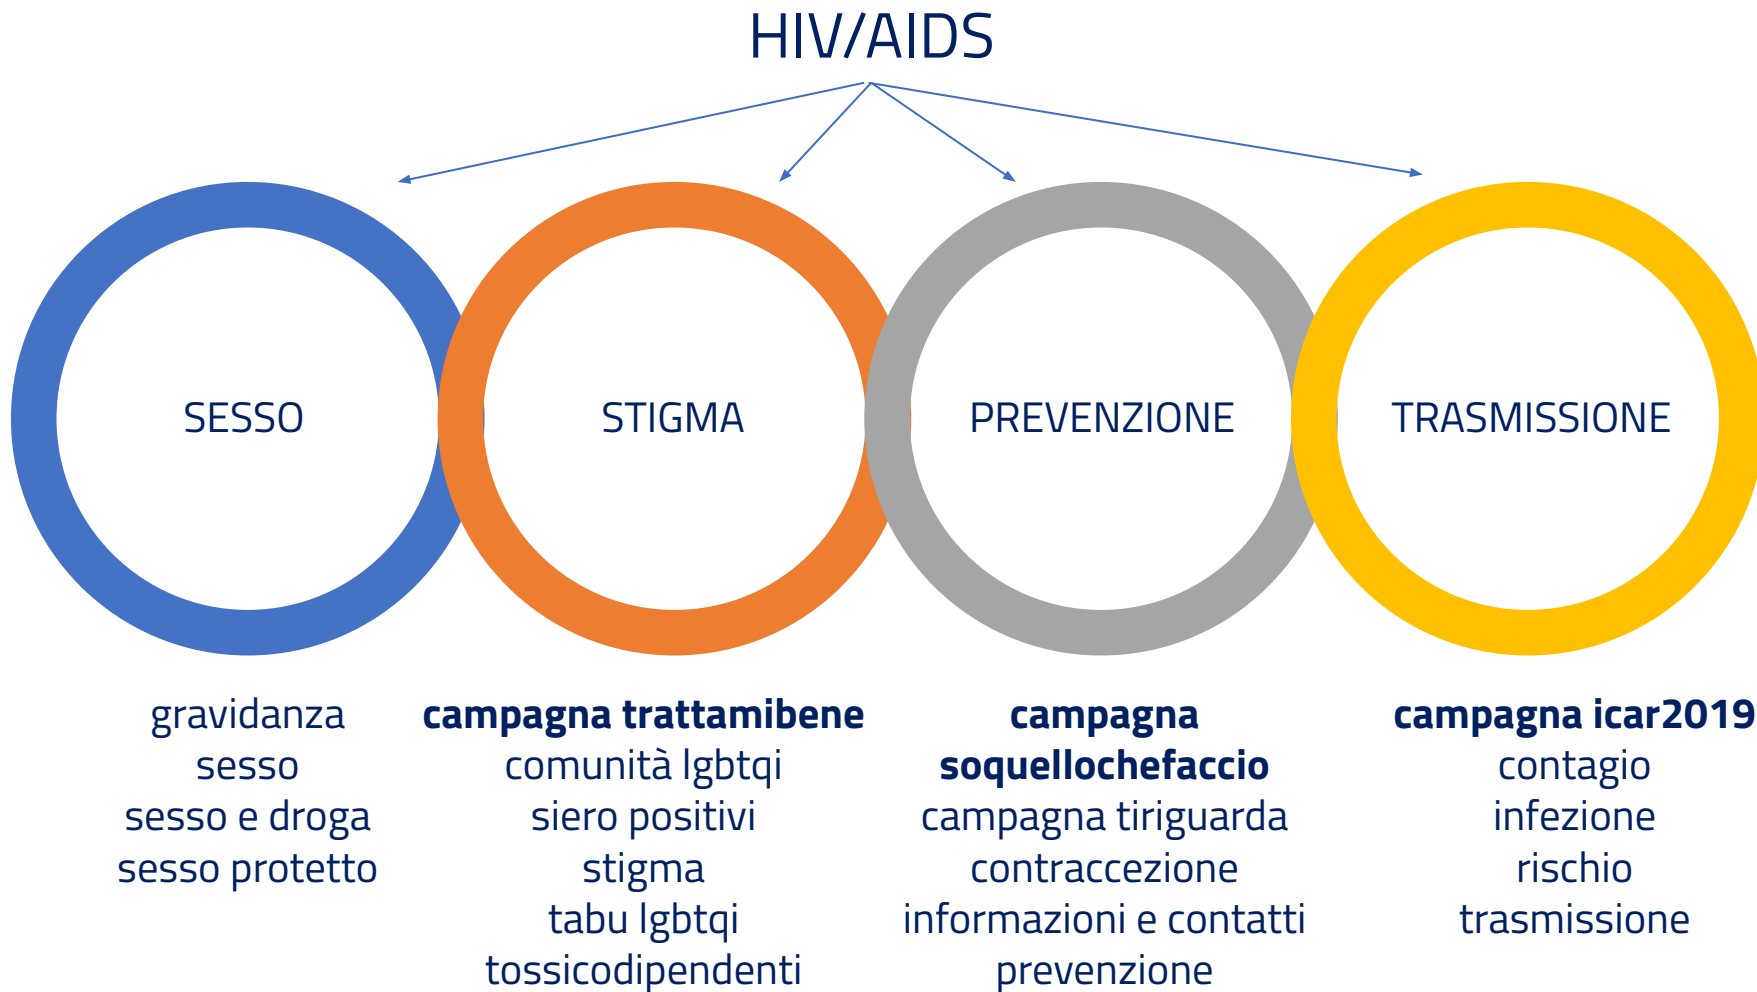 HIV/AIDS
SESSO
STIGMA
PREVENZIONE
TRASMISSIONE
gravidanza
sesso
sesso e droga
sesso protetto
campagna trattamibene
comunità lgbtqi
siero positivi
stigma
tabu lgbtqi
tossicodipendenti
campagna
soquellochefaccio
campagna tiriguarda
contraccezione
informazioni e contatti
prevenzione
campagna icar2019
contagio
infezione
rischio
trasmissione